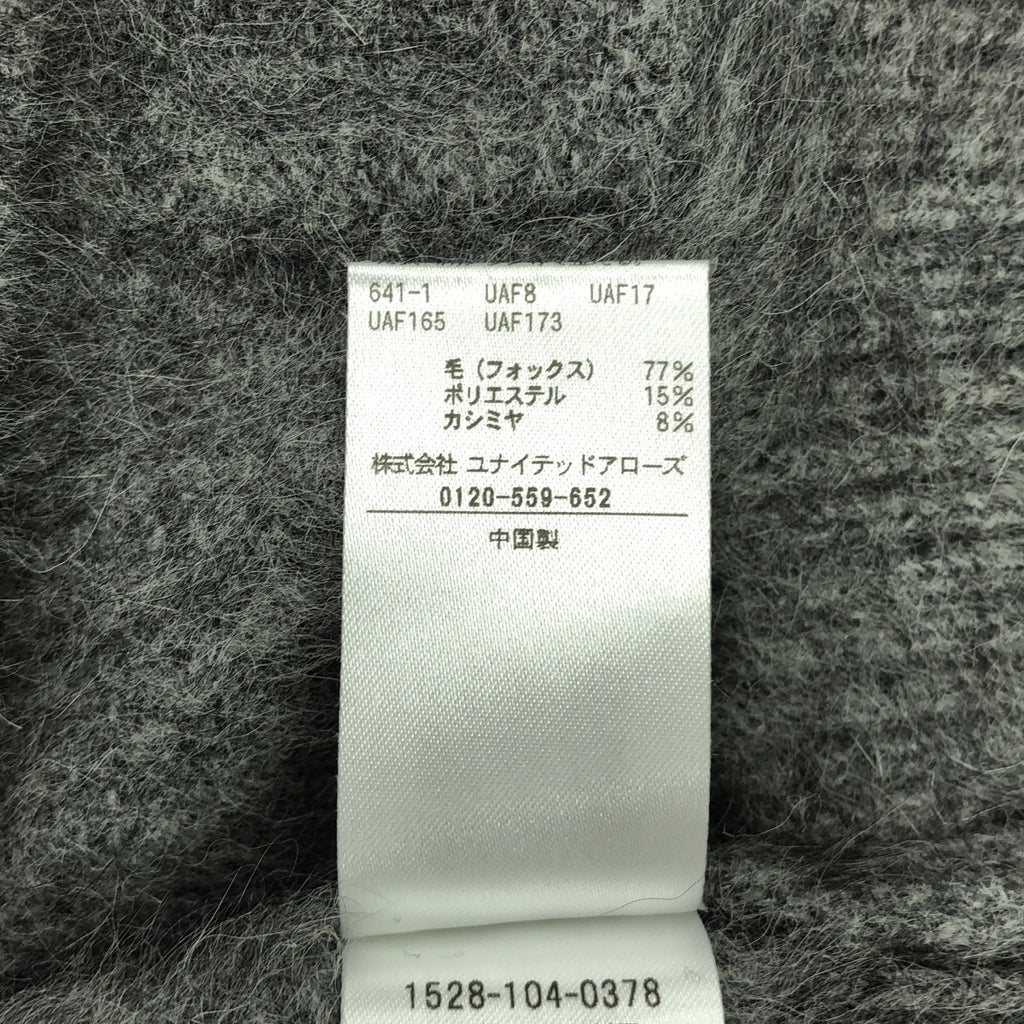 641-1 UAF8 UAF17
UAF165 UAF173
毛(フォックス) 77%
ポリエステル 15%
カシミヤ 8%
株式会社 ユナイテッドアローズ
0120-559-652
中国製
1528-104-0378